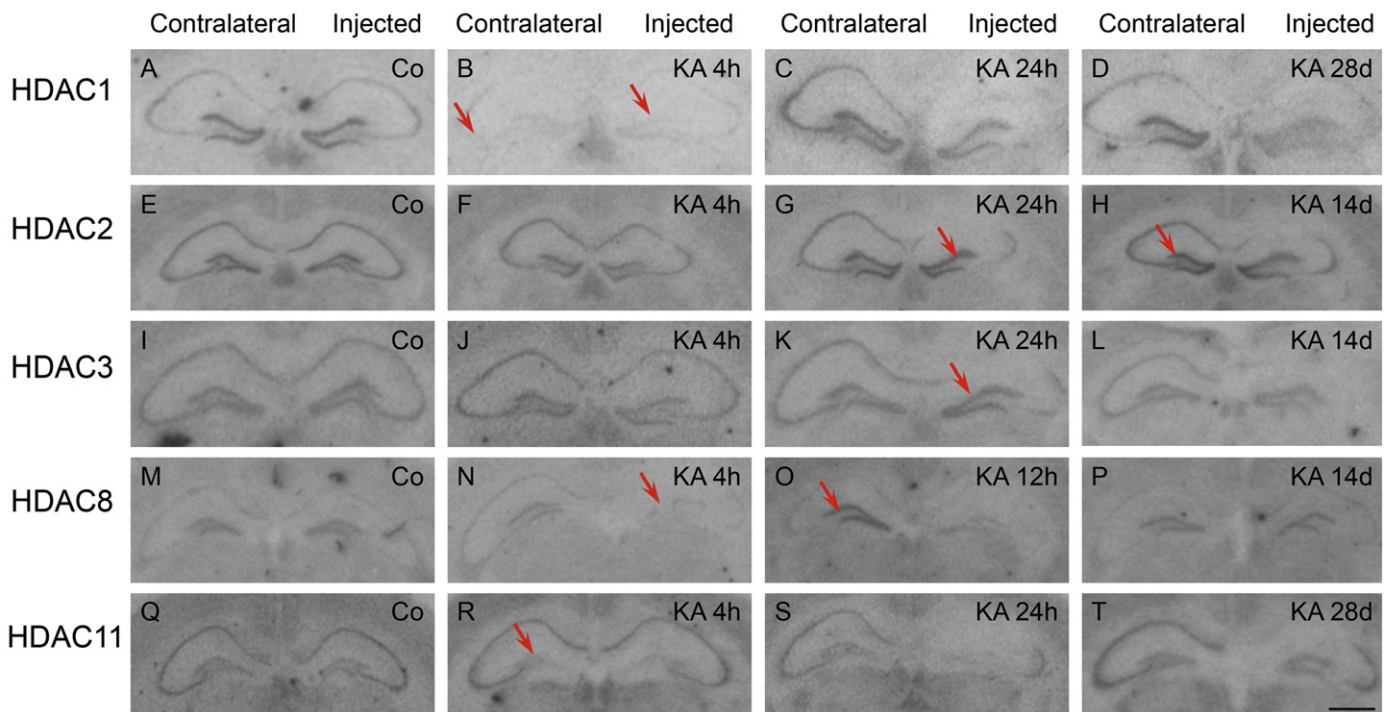 Contralateral Injected Contralateral Injected Contralateral Injected Contralateral Injected
HDAC1 A Co B KA 4h C KA 24h D KA 28d
HDAC2 E Co F KA 4h G KA 24h H KA 14d
HDAC3 I Co J KA 4h K KA 24h L KA 14d
HDAC8 M Co N KA 4h O KA 12h P KA 14d
HDAC11 Q Co R KA 4h S KA 24h T KA 28d